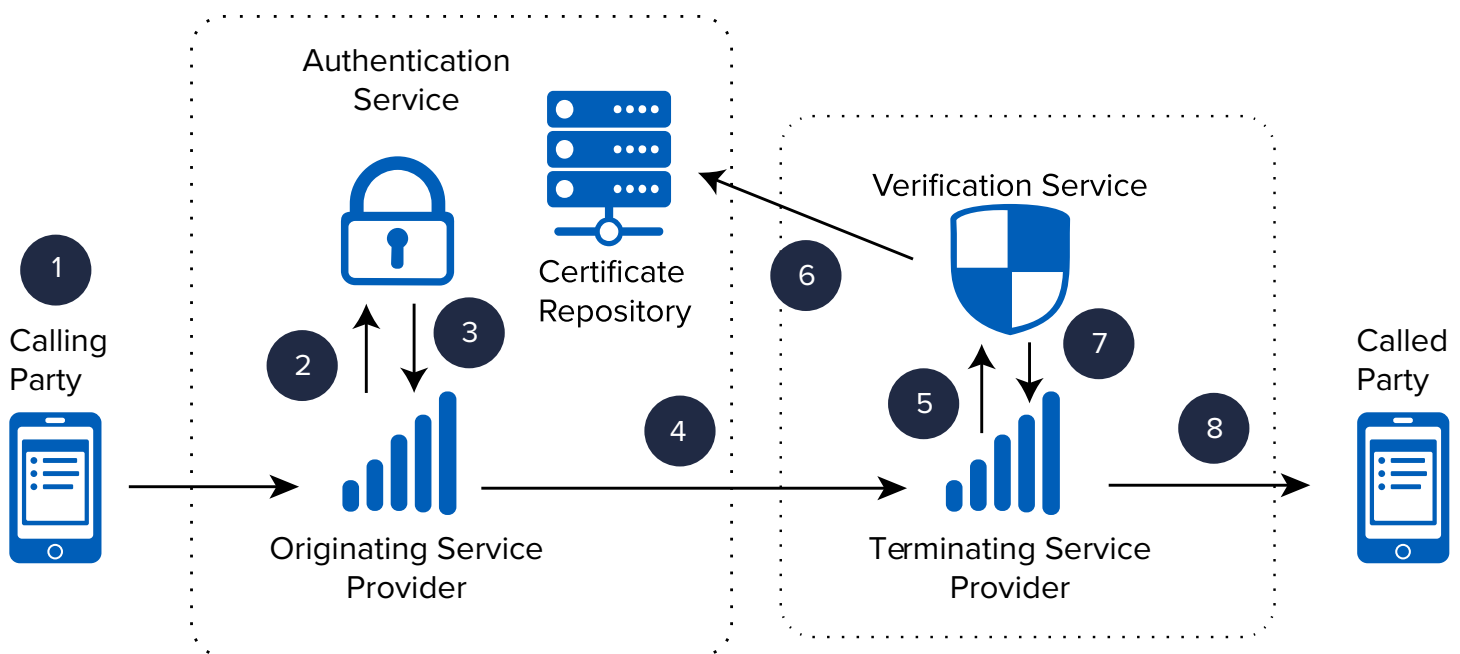 Authentication
Service
Certificate
Repository
Verification Service
1
Calling
Party
2
3
4
Originating Service
Provider
6
5
7
Terminating Service
Provider
8
Called
Party